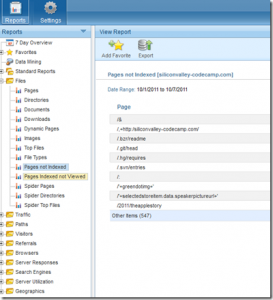 Reports
Settings
Reports
View Report
7 Day Overview
Favorites
Data Mining
Standard Reports
Files
Pages
Directories
Documents
Downloads
Dynamic Pages
Images
Top Files
File Types
Pages not Indexed
Pages Indexed not Viewed
Spider Pages
Spider Directories
Spider Top Files
Traffic
Paths
Visitors
Referrals
Browsers
Server Responses
Search Engines
Server Utilization
Geographics
Add Favorite
Export
Pages not Indexed [siliconvalley-codecamp.com]
Date Range: 10/1/2011 to 10/7/2011
Page
/&
/,+http://siliconvalley-codecamp.com/
/.bzr/readme
/.git/head
/.hg/requires
/.svn/entries
/:
/'+greendotimg+'
/'+selecteddatoreitem.data.speakerpictureurl+'
/2011/theapplestory
Other Items (547)